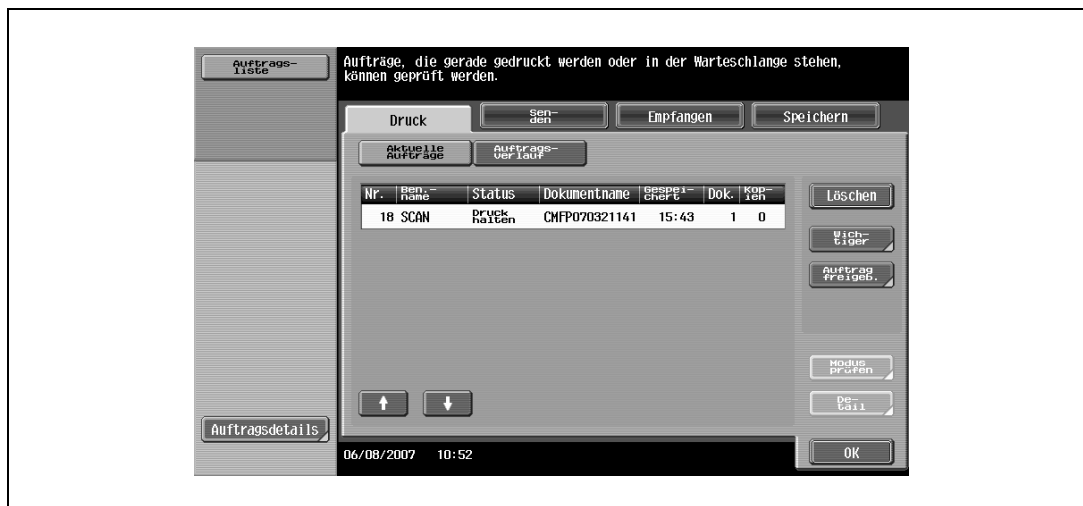 Auftrags-
liste
Aufträge, die gerade gedruckt werden oder in der Warteschlange stehen,
können geprüft werden.
Druck
Sen-
den
Empfangen
Speichern
Aktuelle
Aufträge
Auftrags-
verlauf
Nr. Ben.-
name Status Dokumentname Gespei-
chert Dok. Kop-
ien
18 SCAN Druck
halten CMFP070321141 15:43 1 0
Löschen
Wich-
tiger
Auftrag
freigeb.
Modus
prüfen
De-
tail
Auftragsdetails
06/08/2007 10:52
OK